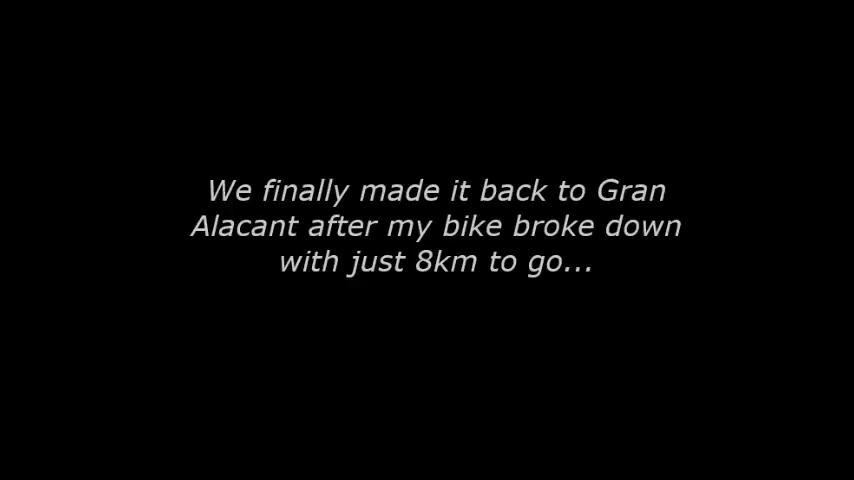 We finally made it back to Gran
Alacant after my bike broke down
with just 8km to go...